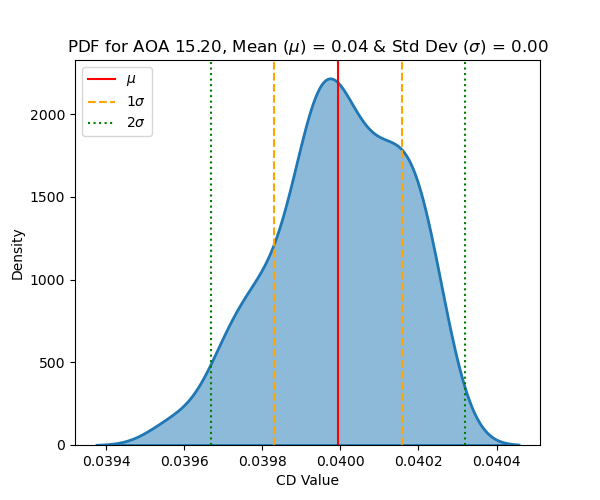 PDF for AOA 15.20, Mean (μ) = 0.04 & Std Dev (σ) = 0.00
μ
1σ
2σ
2000
1500
1000
500
0
Density
0.0394 0.0396 0.0398 0.0400 0.0402 0.0404
CD Value